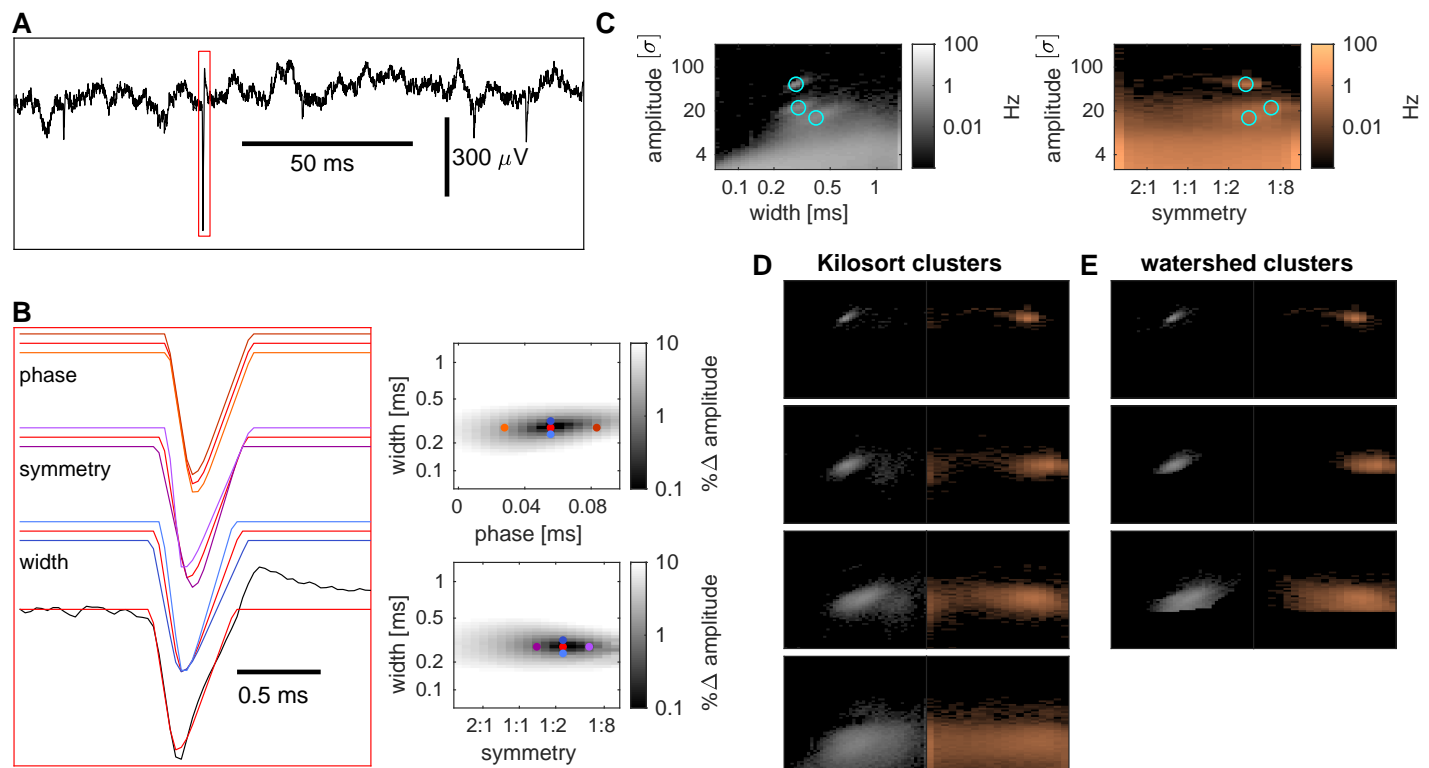 A
50 ms
300 μV
B
phase
symmetry
width
0.5 ms
width [ms]
1
0.5
0.2
0.1
0
0.04
0.08
phase [ms]
10
1
0.1
%Δ amplitude
width [ms]
1
0.5
0.2
0.1
2:1
1:1
1:2
1:8
symmetry
10
1
0.1
%Δ amplitude
C
amplitude [σ]
100
20
4
0.1
0.2
0.5
1
width [ms]
100
1
0.01
Hz
amplitude [σ]
100
20
4
2:1
1:1
1:2
1:8
symmetry
100
1
0.01
Hz
D
Kilosort clusters
E
watershed clusters